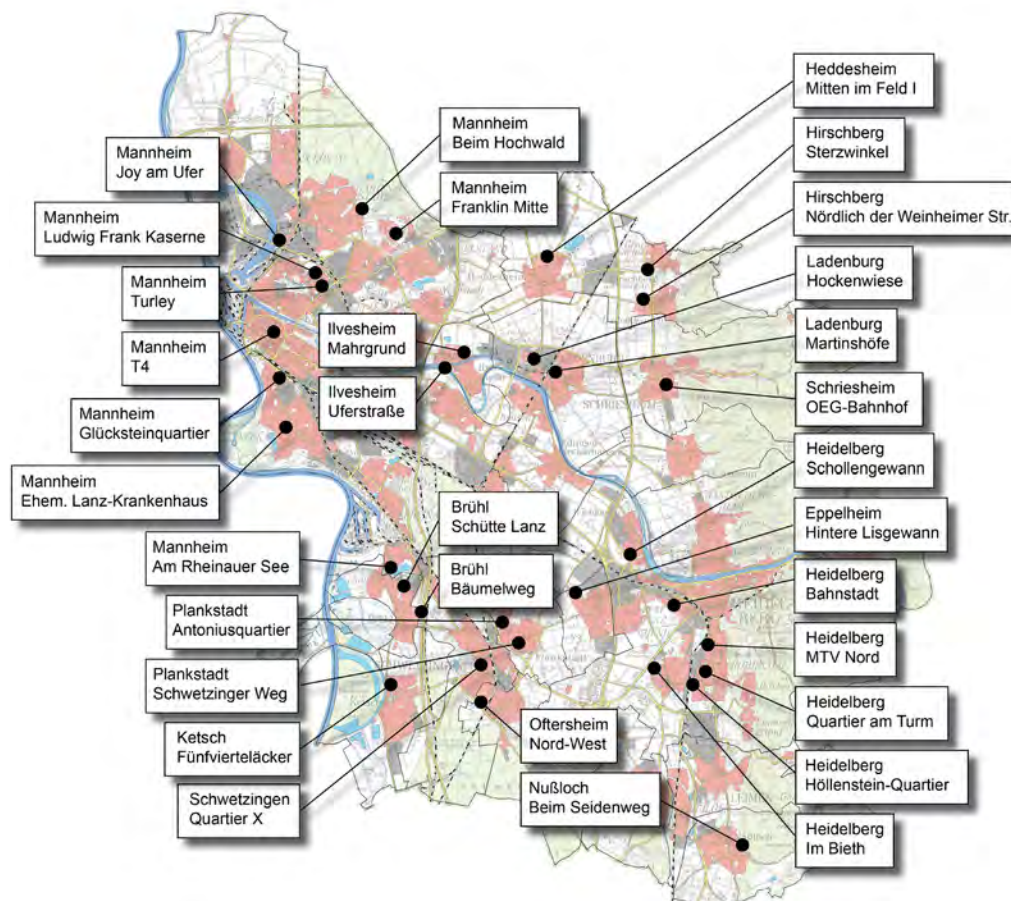 Heddesheim
Mitten im Feld I
Mannheim
Beim Hochwald
Hirschberg
Sterzwinkel
Mannheim
Joy am Ufer
Mannheim
Franklin Mitte
Hirschberg
Nördlich der Weinheimer Str.
Mannheim
Ludwig Frank Kaserne
Ladenburg
Hockenwiese
Mannheim
Turley
Ilvesheim
Mahrgrund
Ladenburg
Martinshöfe
Mannheim
T4
Ilvesheim
Uferstraße
Schriesheim
OEG-Bahnhof
Mannheim
Glücksteinquartier
Heidelberg
Schollengewann
Mannheim
Ehem. Lanz-Krankenhaus
Brühl
Schütte Lanz
Eppelheim
Hintere Lisgewann
Mannheim
Am Rheinauer See
Brühl
Bäumelweg
Heidelberg
Bahnstadt
Plankstadt
Antoniusquartier
Heidelberg
MTV Nord
Plankstadt
Schwetzinger Weg
Heidelberg
Quartier am Turm
Ketsch
Fünfvierteläcker
Oftersheim
Nord-West
Heidelberg
Höllenstein-Quartier
Schwetzingen
Quartier X
Nußloch
Beim Seidenweg
Heidelberg
Im Bieth